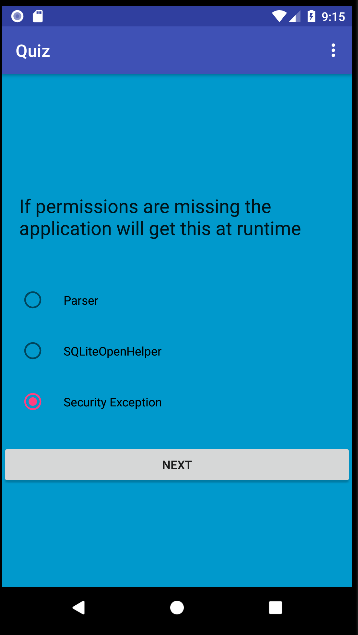 9:15
Quiz
If permissions are missing the
application will get this at runtime
Parser
SQLiteOpenHelper
Security Exception
NEXT